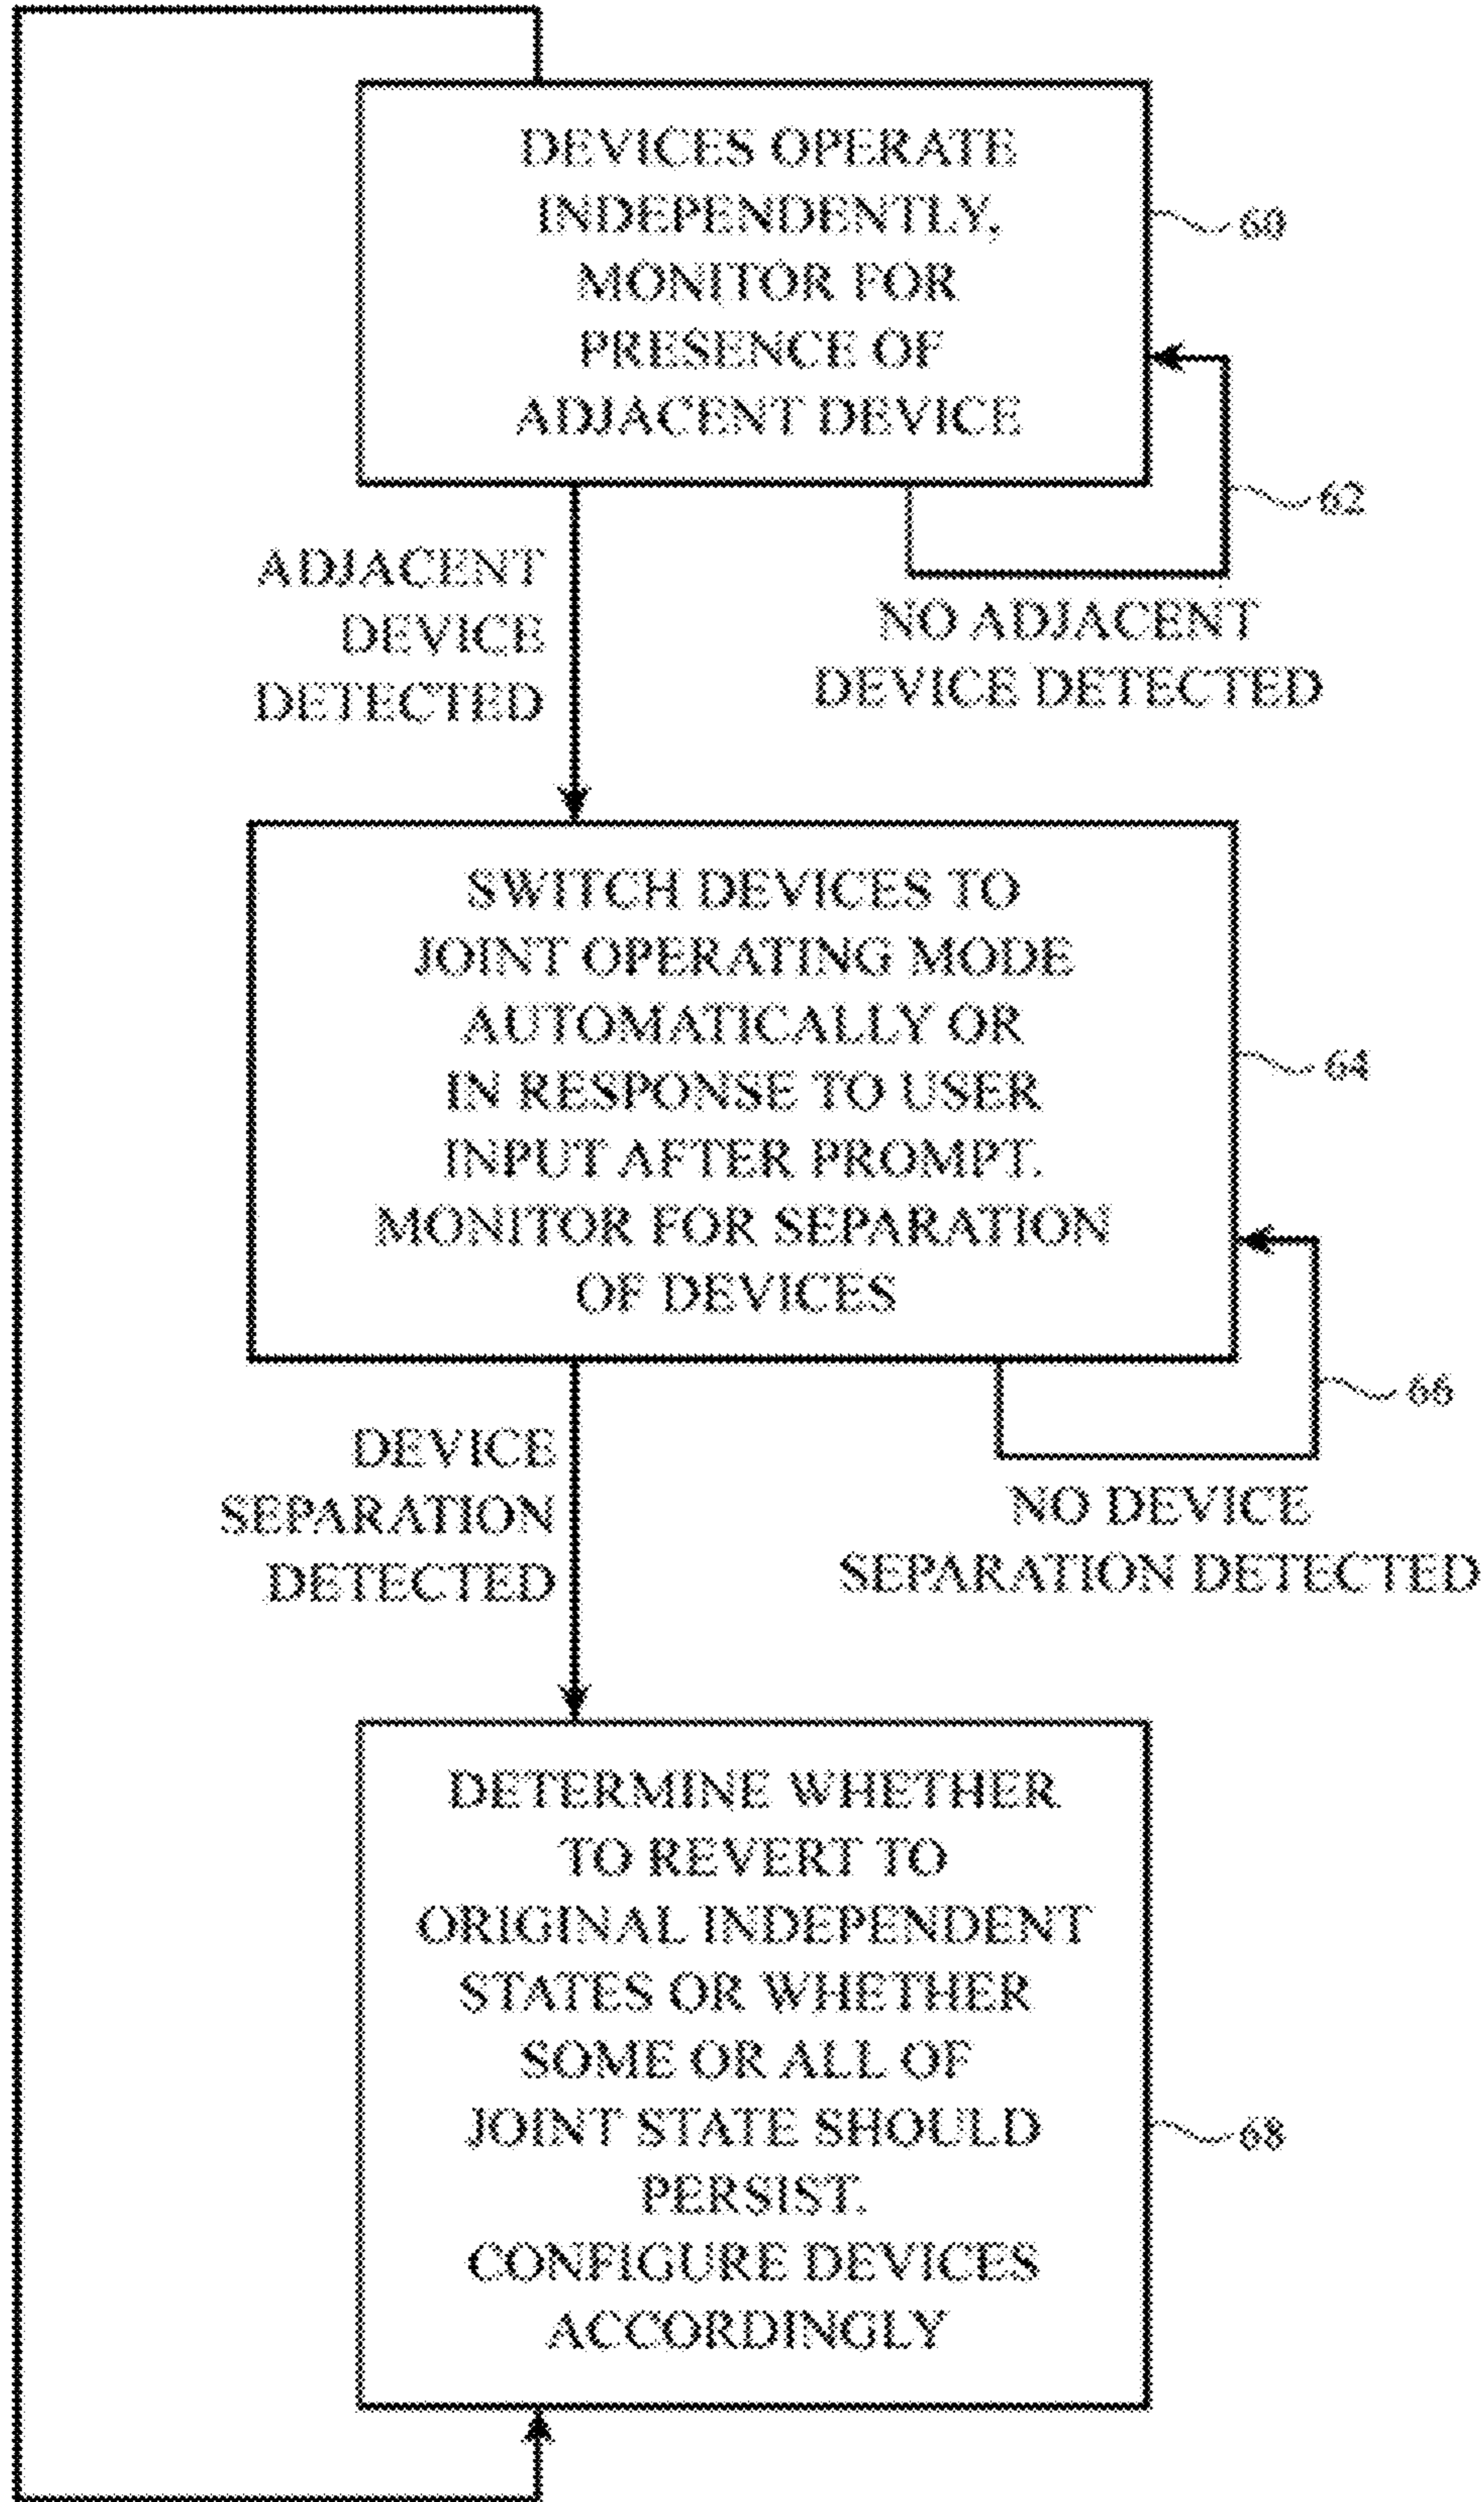 DEVICES OPERATE
INDEPENDENTLY,
MONITOR FOR
PRESENCE OF
ADJACENT DEVICE
60
62
ADJACENT
DEVICE
DETECTED
NO ADJACENT
DEVICE DETECTED
SWITCH DEVICES TO
JOINT OPERATING MODE
AUTOMATICALLY OR
IN RESPONSE TO USER
INPUT AFTER PROMPT.
MONITOR FOR SEPARATION
OF DEVICES
64
66
DEVICE
SEPARATION
DETECTED
NO DEVICE
SEPARATION DETECTED
DETERMINE WHETHER
TO REVERT TO
ORIGINAL INDEPENDENT
STATES OR WHETHER
SOME OR ALL OF
JOINT STATE SHOULD
PERSIST.
CONFIGURE DEVICES
ACCORDINGLY
68